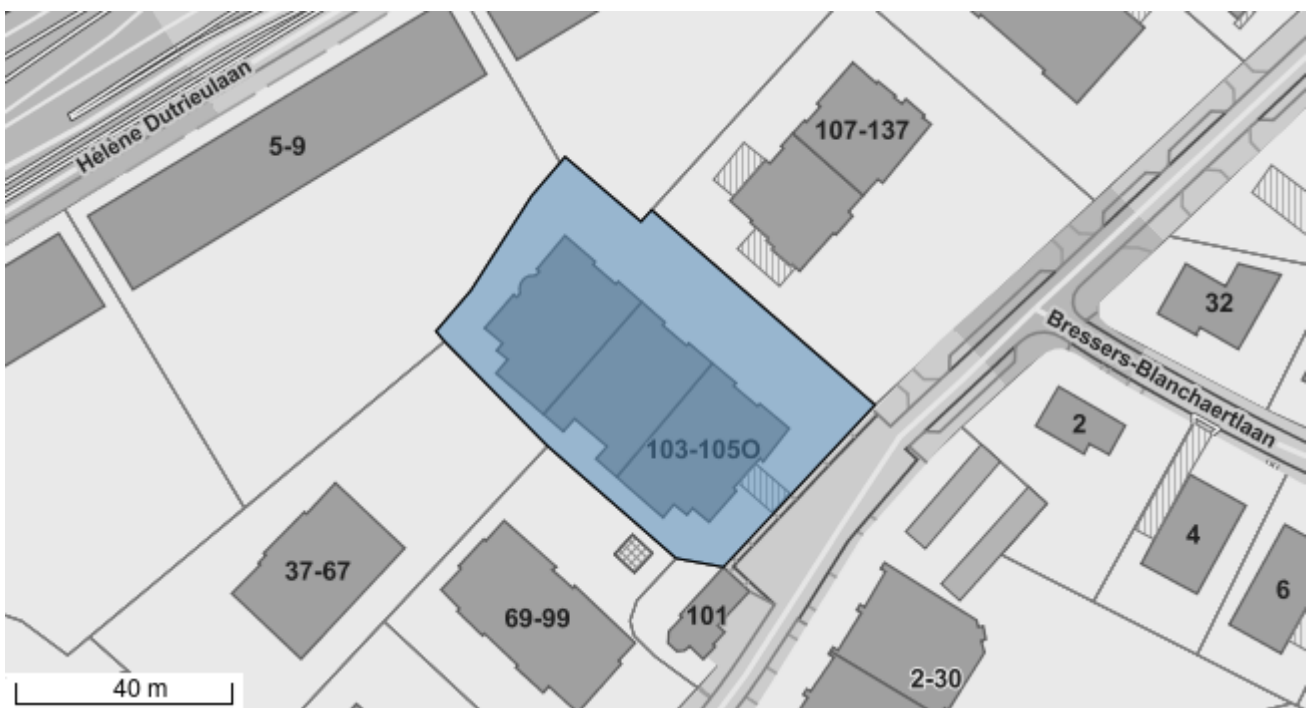 Hélène Dutrieulaan
5-9
107-137
32
Bressers-Blanchaertlaan
2
103-105O
4
37-67
6
69-99
101
2-30
40 m